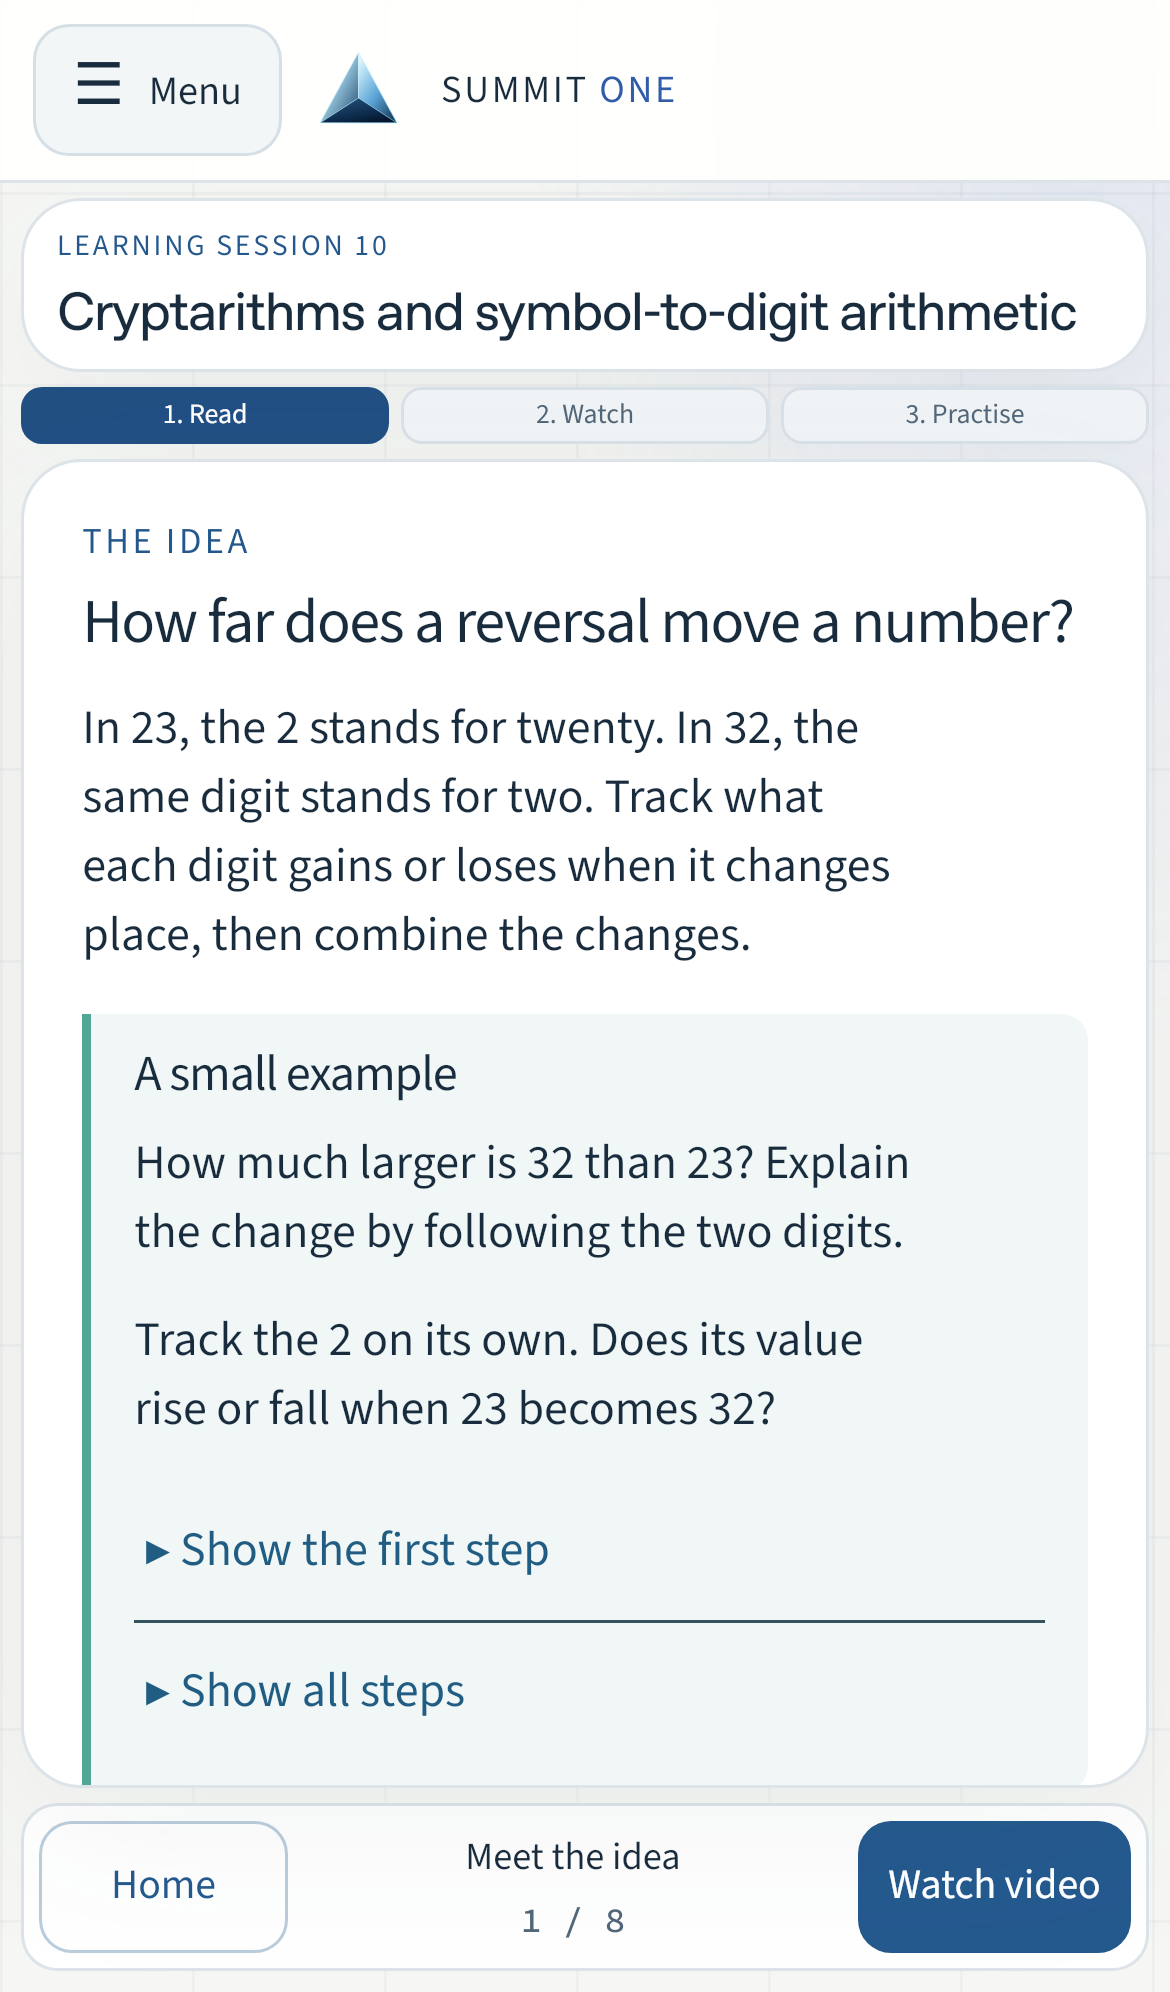 ☰ Menu
SUMMIT ONE
LEARNING SESSION 10
Cryptarithms and symbol-to-digit arithmetic
1. Read
2. Watch
3. Practise
THE IDEA
How far does a reversal move a number?
In 23, the 2 stands for twenty. In 32, the
same digit stands for two. Track what
each digit gains or loses when it changes
place, then combine the changes.
A small example
How much larger is 32 than 23? Explain
the change by following the two digits.
Track the 2 on its own. Does its value
rise or fall when 23 becomes 32?
▸ Show the first step
▸ Show all steps
Home
Meet the idea
1 / 8
Watch video